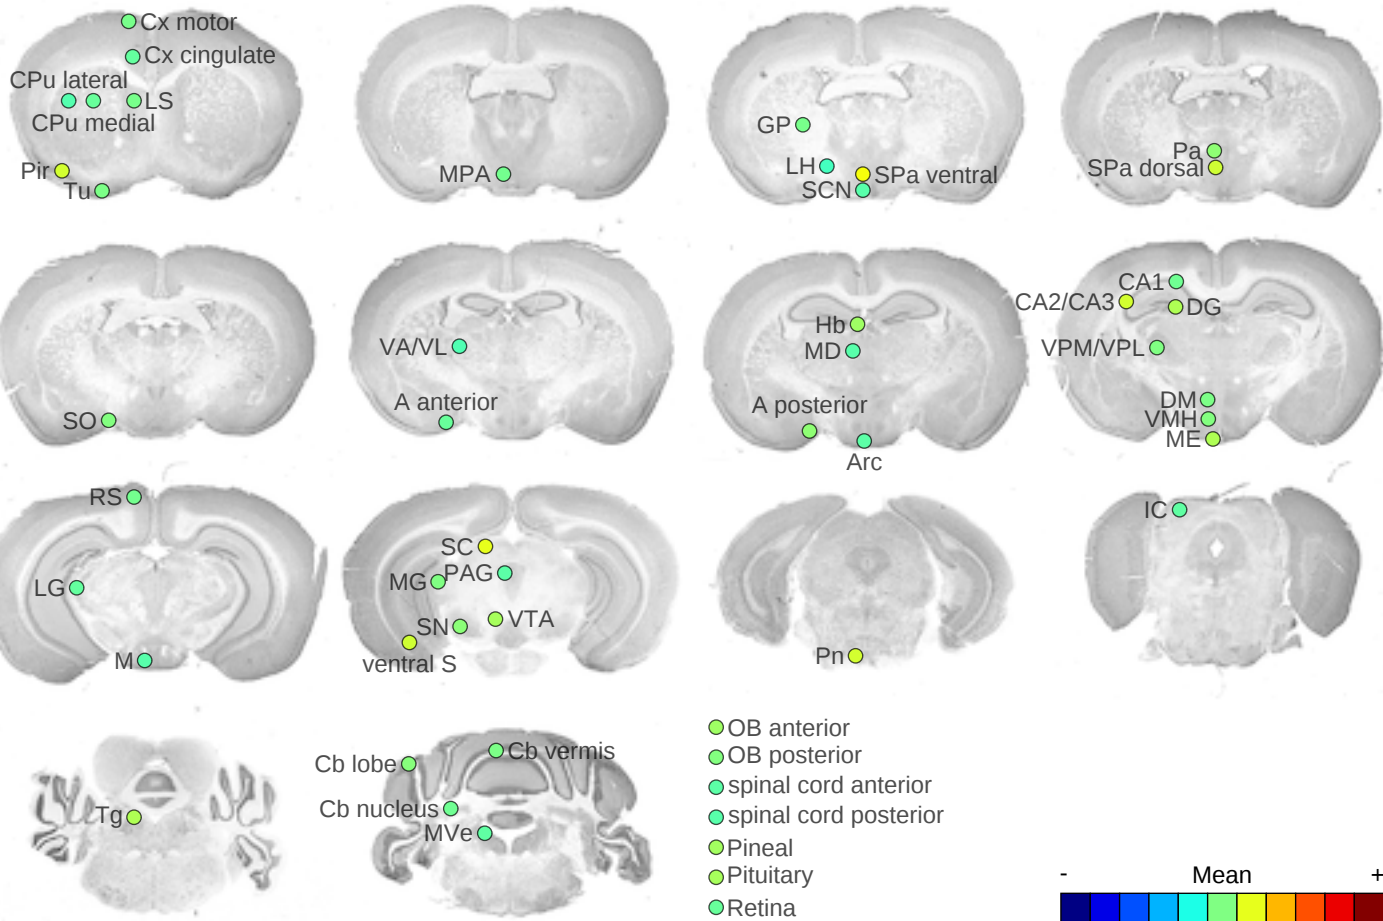 Cx motor
Cx cingulate
CPu lateral
LS
CPu medial
Pir
Tu
MPA
GP
LH
SPa ventral
SCN
Pa
SPa dorsal
SO
VA/VL
A anterior
Hb
MD
A posterior
Arc
CA1
CA2/CA3
DG
VPM/VPL
DM
VMH
ME
RS
LG
M
SC
PAG
MG
VTA
SN
ventral S
Pn
IC
Tg
Cb vermis
Cb lobe
Cb nucleus
MVe
OB anterior
OB posterior
spinal cord anterior
spinal cord posterior
Pineal
Pituitary
Retina
- Mean +